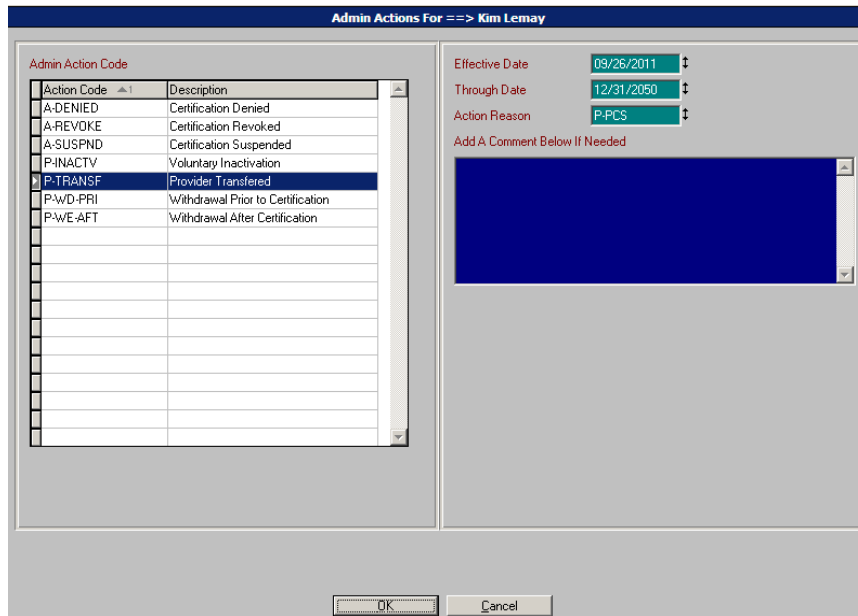 Admin Actions For ==> Kim Lemay
Admin Action Code
Action Code 1 Description
A-DENIED Certification Denied
A-REVOKE Certification Revoked
A-SUSPND Certification Suspended
P-INACTV Voluntary Inactivation
P-TRANSF Provider Transfered
P-WD-PRI Withdrawal Prior to Certification
P-WE-AFT Withdrawal After Certification
Effective Date 09/26/2011
Through Date 12/31/2050
Action Reason P-PCS
Add A Comment Below If Needed
OK Cancel